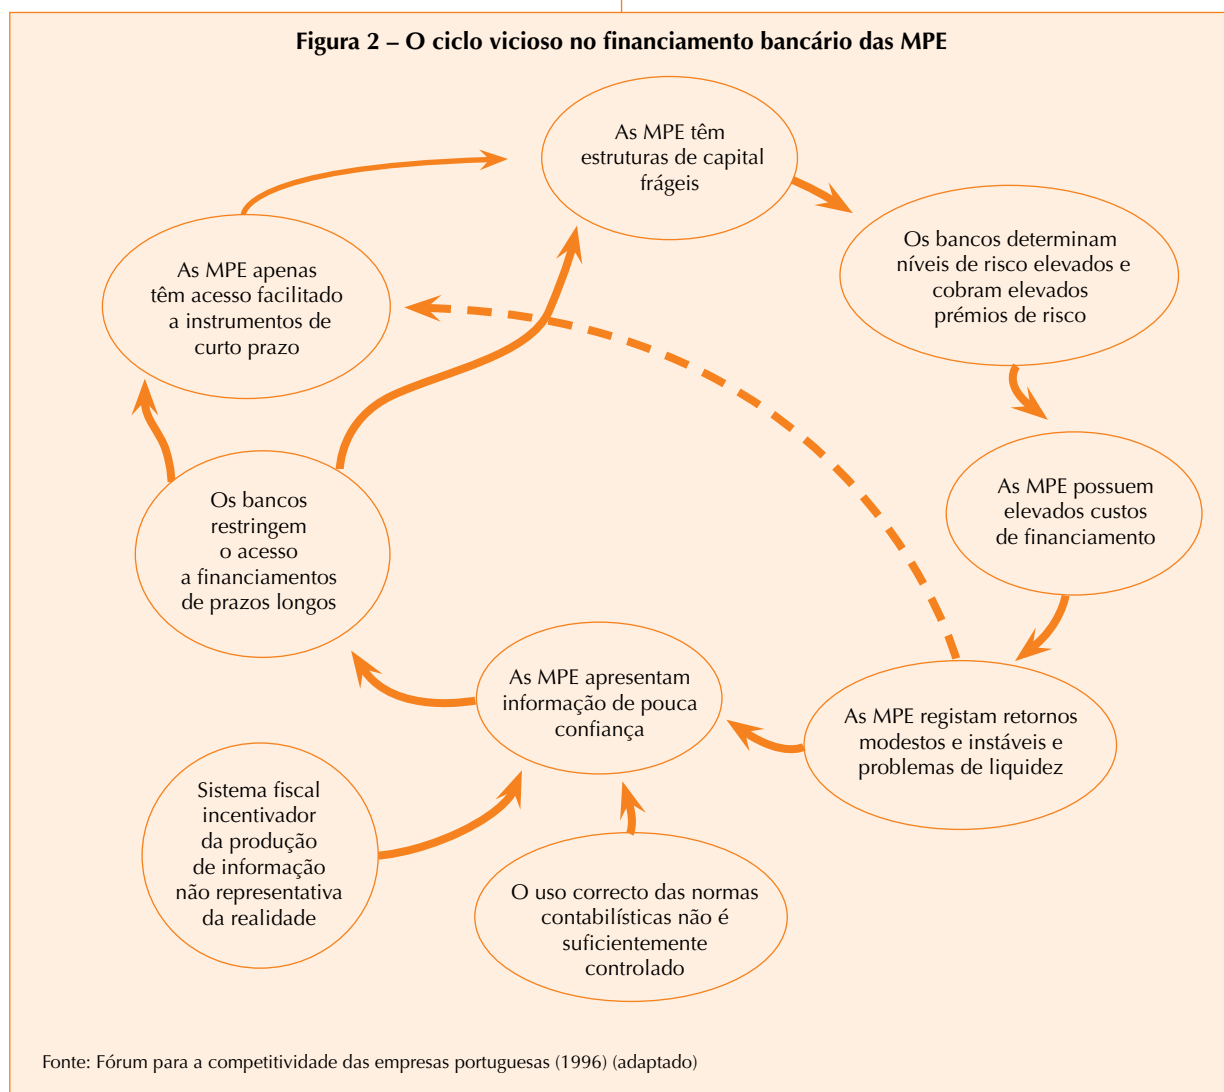 Figura 2 – O ciclo vicioso no financiamento bancário das MPE
As MPE têm
estruturas de capital
frágeis
Os bancos determinam
níveis de risco elevados e
cobram elevados
prémios de risco
As MPE possuem
elevados custos
de financiamento
As MPE registam retornos
modestos e instáveis e
problemas de liquidez
As MPE apresentam
informação de pouca
confiança
Os bancos
restringem
o acesso
a financiamentos
de prazos longos
As MPE apenas
têm acesso facilitado
a instrumentos de
curto prazo
Sistema fiscal
incentivador
da produção
de informação
não representativa
da realidade
O uso correcto das normas
contabilísticas não é
suficientemente
controlado
Fonte: Fórum para a competitividade das empresas portuguesas (1996) (adaptado)